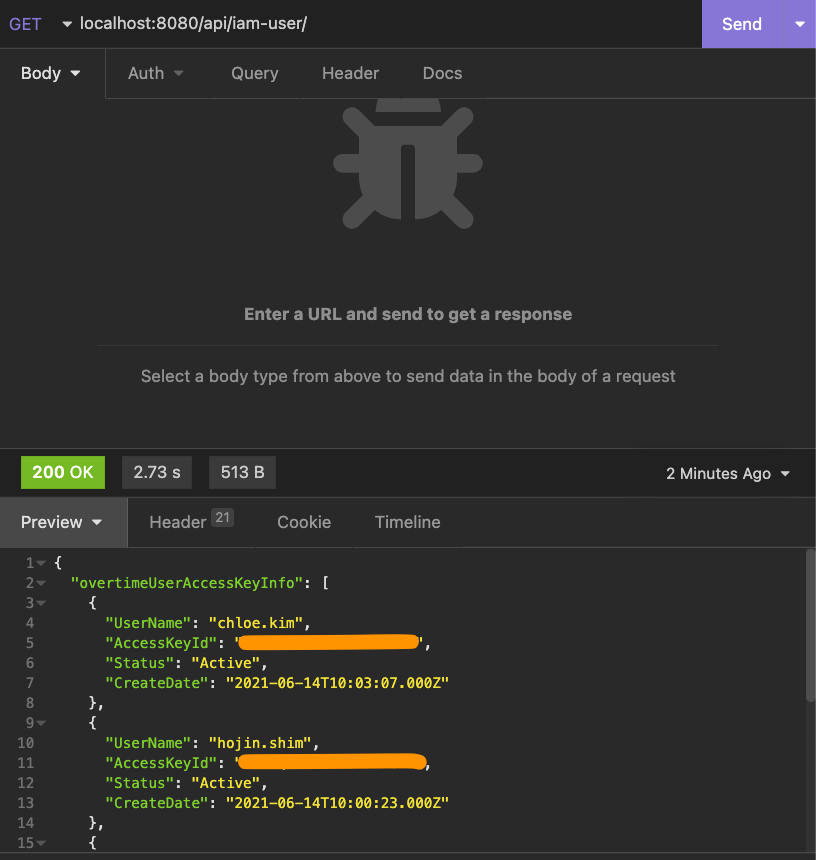 GET localhost:8080/api/iam-user/ Send
Body Auth Query Header Docs
Enter a URL and send to get a response
Select a body type from above to send data in the body of a request
200 OK 2.73 s 513 B 2 Minutes Ago
Preview Header 21 Cookie Timeline
1 {
2 "overtimeUserAccessKeyInfo": [
3 {
4 "UserName": "chloe.kim",
5 "AccessKeyId": "",
6 "Status": "Active",
7 "CreateDate": "2021-06-14T10:03:07.000Z"
8 },
9 {
10 "UserName": "hojin.shim",
11 "AccessKeyId": ",
12 "Status": "Active",
13 "CreateDate": "2021-06-14T10:00:23.000Z"
14 },
15 {